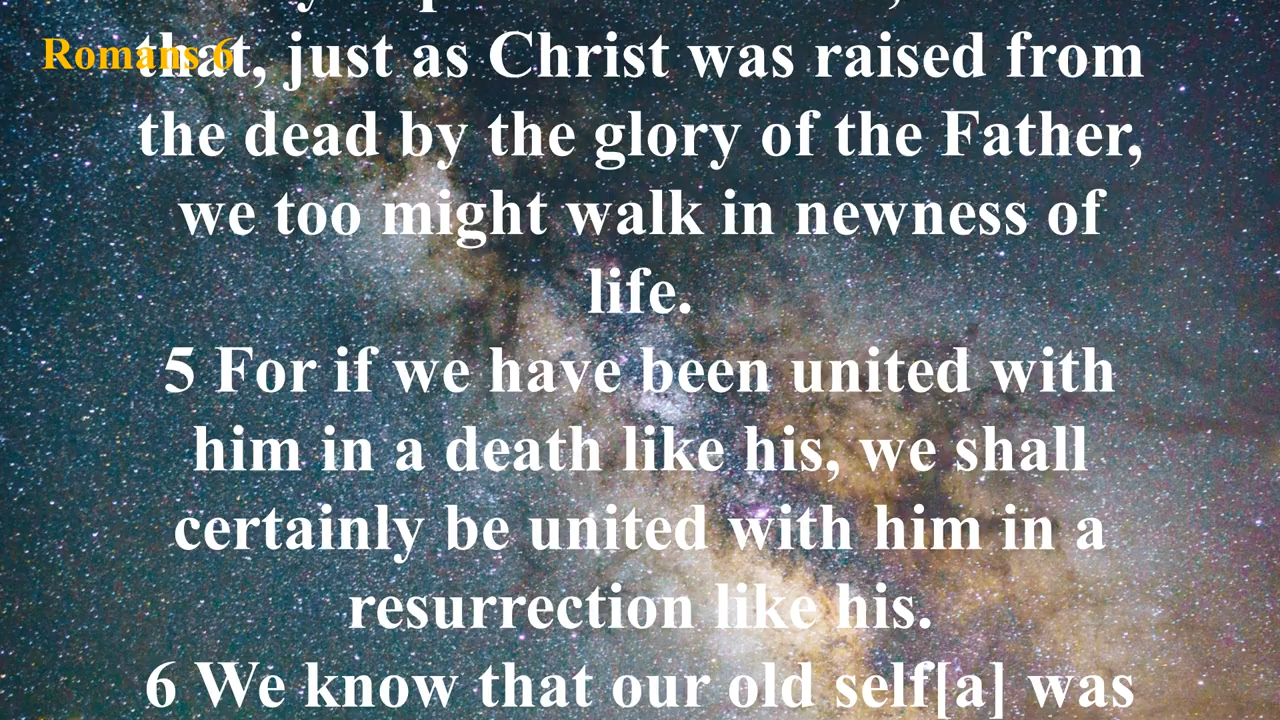 Romans 6
that, just as Christ was raised from
the dead by the glory of the Father,
we too might walk in newness of
life.
5 For if we have been united with
him in a death like his, we shall
certainly be united with him in a
resurrection like his.
6 We know that our old self[a] was